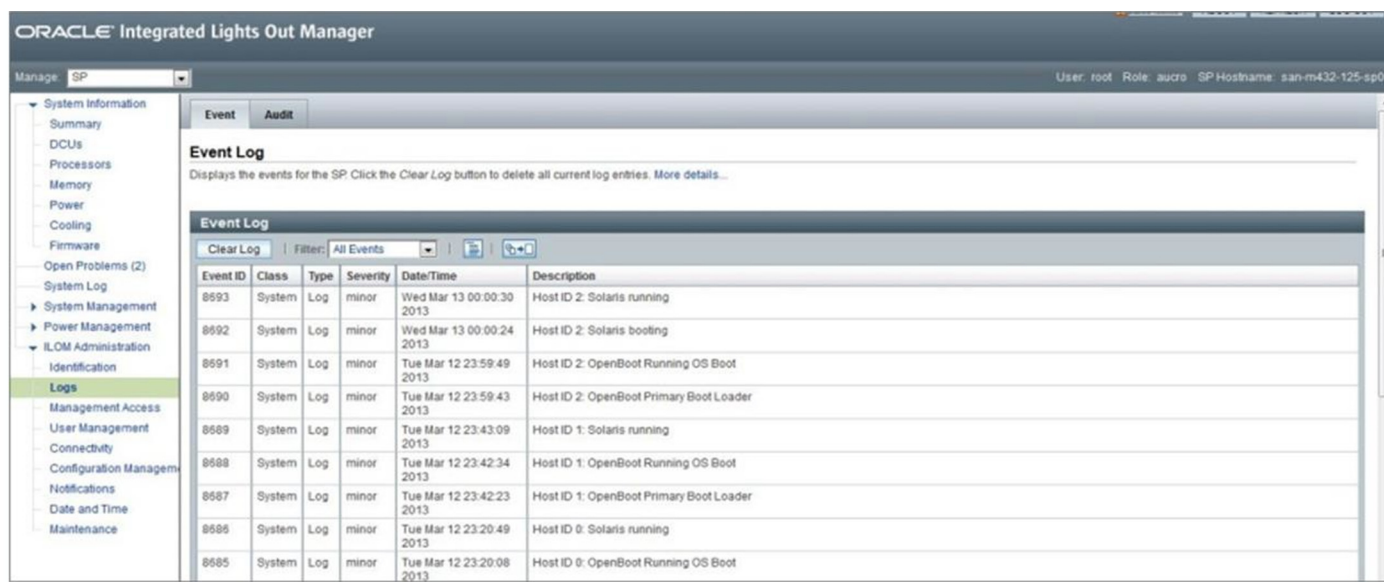 ORACLE Integrated Lights Out Manager
Manage: SP
User: root Role: aucro SP Hostname: san-m432-125-sp0
System Information
Summary
DCUs
Processors
Memory
Power
Cooling
Firmware
Open Problems (2)
System Log
System Management
Power Management
ILOM Administration
Identification
Logs
Management Access
User Management
Connectivity
Configuration Managem
Notifications
Date and Time
Maintenance
Event Audit
Event Log
Displays the events for the SP. Click the Clear Log button to delete all current log entries. More details...
Event Log
Clear Log Filter: All Events
Event ID Class Type Severity Date/Time Description
8693 System Log minor Wed Mar 13 00:00:30 Host ID 2: Solaris running
2013
8692 System Log minor Wed Mar 13 00:00:24 Host ID 2: Solaris booting
2013
8691 System Log minor Tue Mar 12 23:59:49 Host ID 2: OpenBoot Running OS Boot
2013
8690 System Log minor Tue Mar 12 23:59:43 Host ID 2: OpenBoot Primary Boot Loader
2013
8689 System Log minor Tue Mar 12 23:43:09 Host ID 1: Solaris running
2013
8688 System Log minor Tue Mar 12 23:42:34 Host ID 1: OpenBoot Running OS Boot
2013
8687 System Log minor Tue Mar 12 23:42:23 Host ID 1: OpenBoot Primary Boot Loader
2013
8686 System Log minor Tue Mar 12 23:20:49 Host ID 0: Solaris running
2013
8685 System Log minor Tue Mar 12 23:20:08 Host ID 0: OpenBoot Running OS Boot
2013